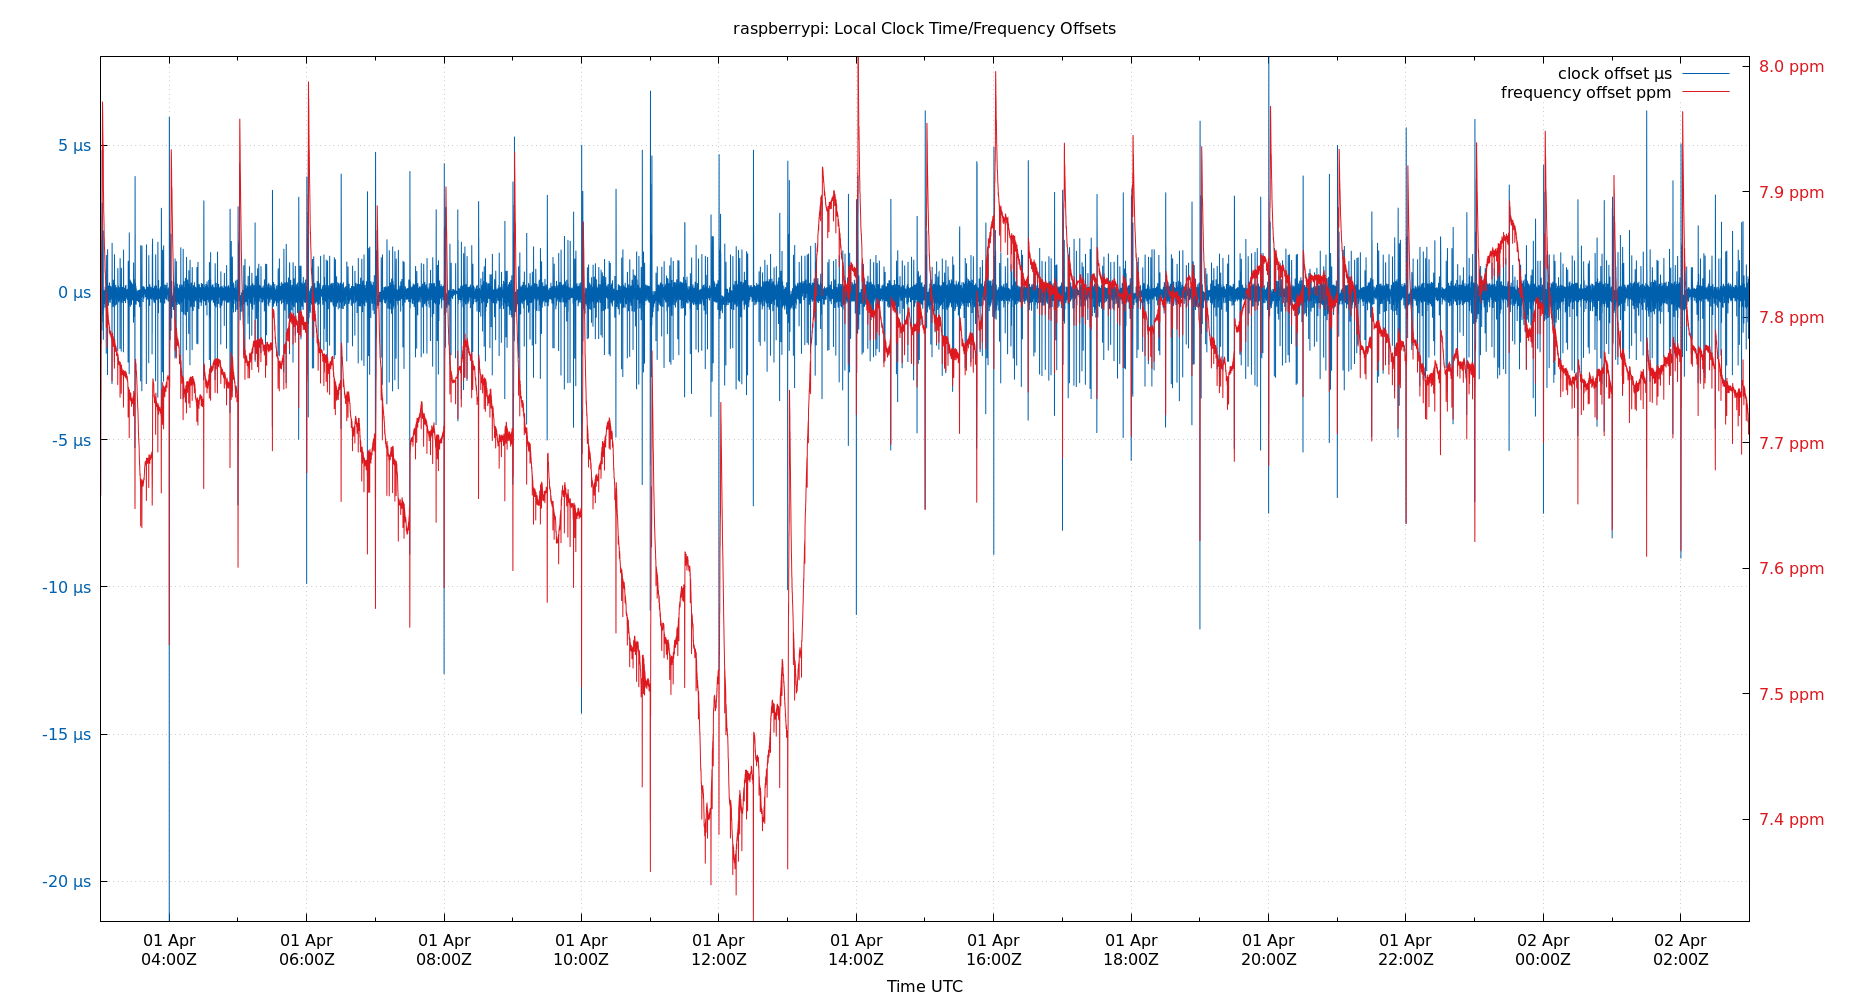 raspberrypi: Local Clock Time/Frequency Offsets
clock offset µs
frequency offset ppm
5 µs
0 µs
-5 µs
-10 µs
-15 µs
-20 µs
8.0 ppm
7.9 ppm
7.8 ppm
7.7 ppm
7.6 ppm
7.5 ppm
7.4 ppm
01 Apr 01 Apr 01 Apr 01 Apr 01 Apr 01 Apr 01 Apr 01 Apr 01 Apr 01 Apr 02 Apr 02 Apr
04:00Z 06:00Z 08:00Z 10:00Z 12:00Z 14:00Z 16:00Z 18:00Z 20:00Z 22:00Z 00:00Z 02:00Z
Time UTC